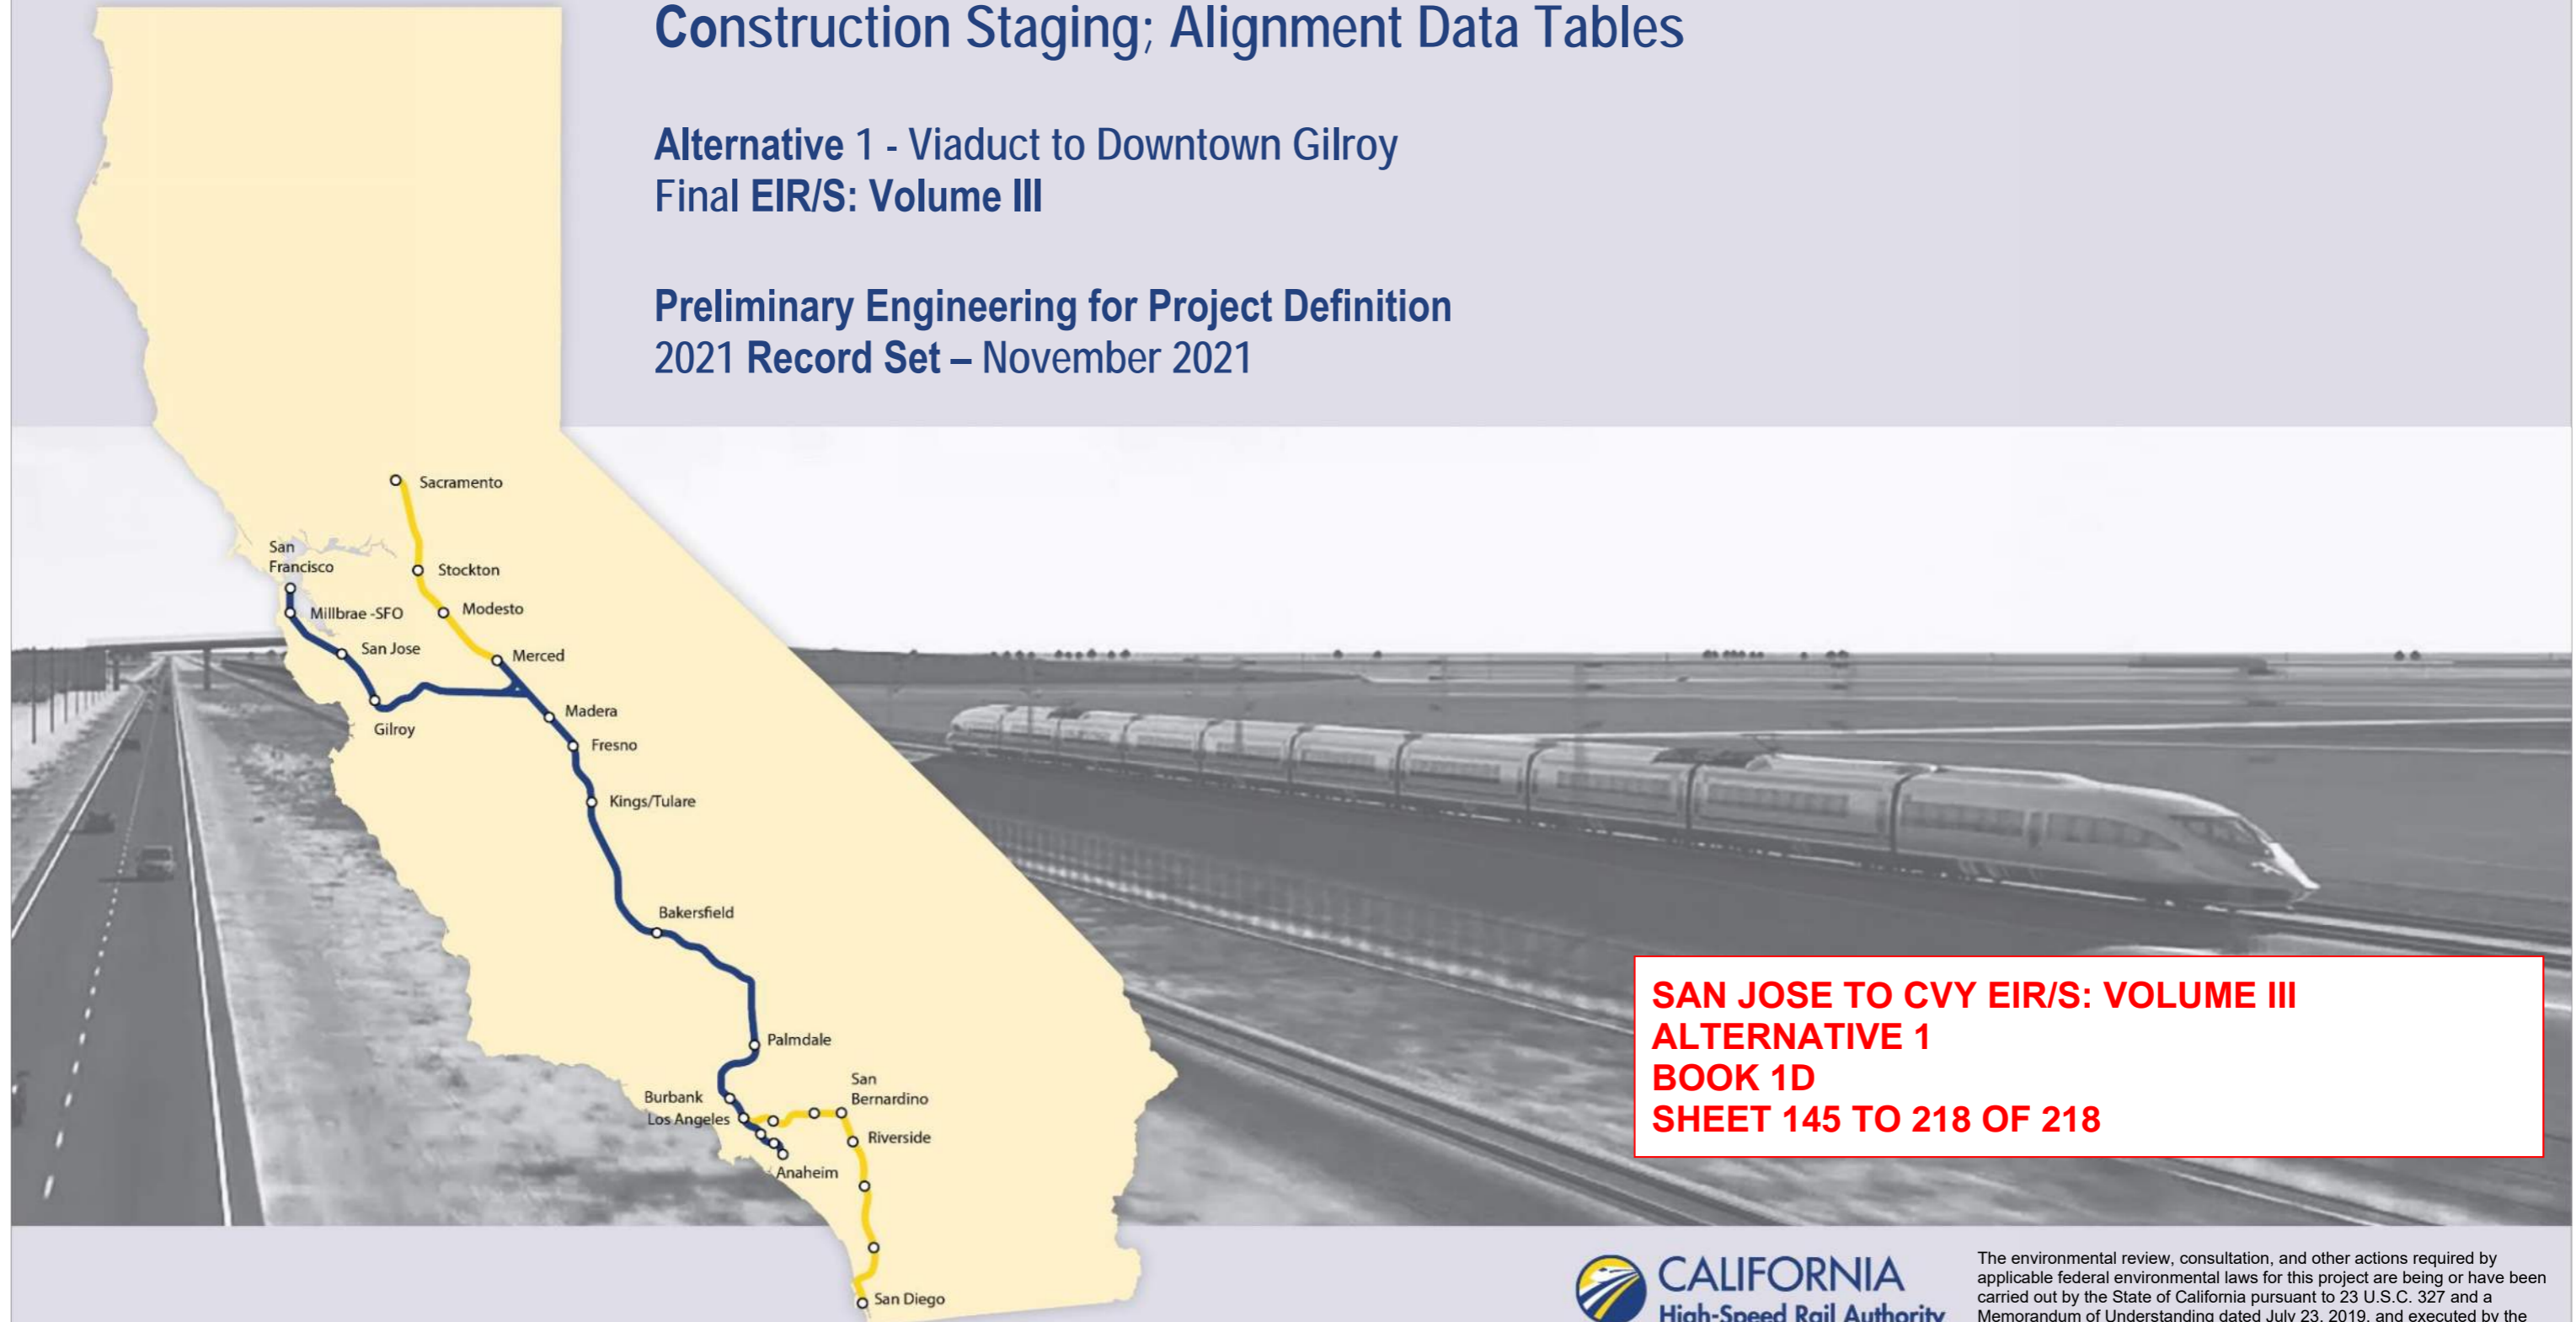 Construction Staging; Alignment Data Tables
Alternative 1 - Viaduct to Downtown Gilroy
Final EIR/S: Volume III
Preliminary Engineering for Project Definition
2021 Record Set – November 2021
Sacramento
San
Francisco
Stockton
Millbrae -SFO
Modesto
San Jose
Merced
Gilroy
Madera
Fresno
Kings/Tulare
Bakersfield
Palmdale
Burbank
Los Angeles
San
Bernardino
Riverside
Anaheim
San Diego
SAN JOSE TO CVY EIR/S: VOLUME III
ALTERNATIVE 1
BOOK 1D
SHEET 145 TO 218 OF 218
CALIFORNIA
High-Speed Rail Authority
The environmental review, consultation, and other actions required by
applicable federal environmental laws for this project are being or have been
carried out by the State of California pursuant to 23 U.S.C. 327 and a
Memorandum of Understanding dated July 23, 2019, and executed by the